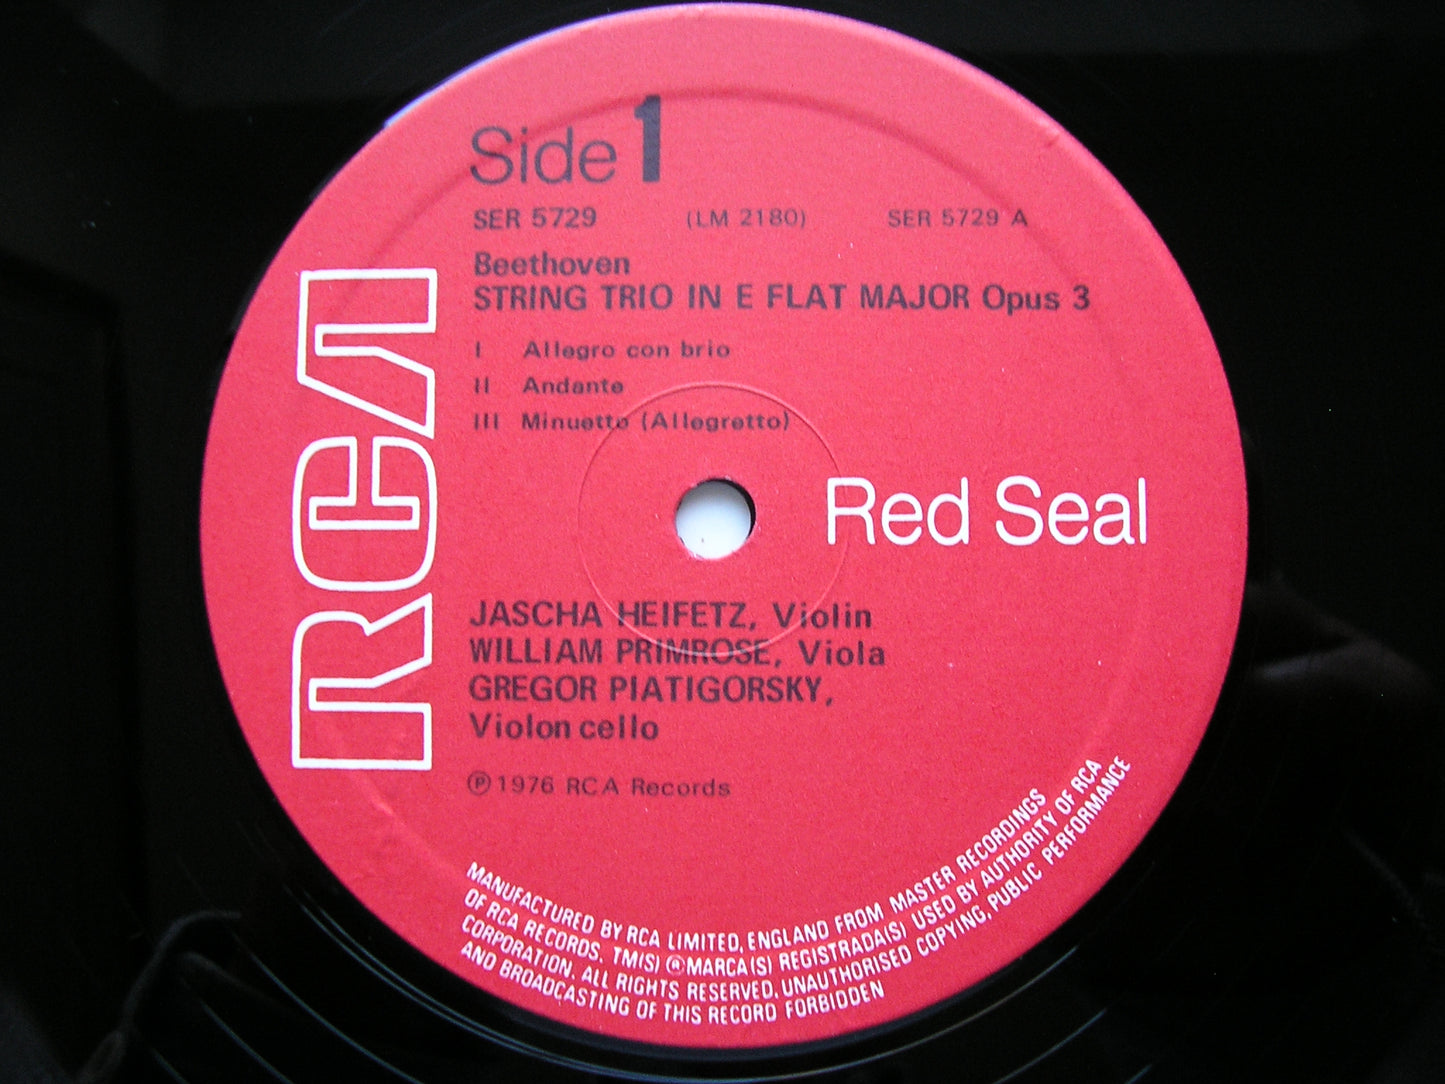 Side 1
SER 5729 (LM 2180) SER 5729 A
Beethoven
STRING TRIO IN E FLAT MAJOR Opus 3
I Allegro con brio
II Andante
III Minuetto (Allegretto)
RCA
Red Seal
JASCHA HEIFETZ, Violin
WILLIAM PRIMROSE, Viola
GREGOR PIATIGORSKY,
Violoncello
℗ 1976 RCA Records
MANUFACTURED BY RCA LIMITED, ENGLAND FROM MASTER RECORDINGS
OF RCA RECORDS. TM(S) ® MARCA(S) REGISTRADA(S) USED BY AUTHORITY OF RCA
CORPORATION. ALL RIGHTS RESERVED. UNAUTHORISED COPYING, PUBLIC PERFORMANCE
AND BROADCASTING OF THIS RECORD FORBIDDEN